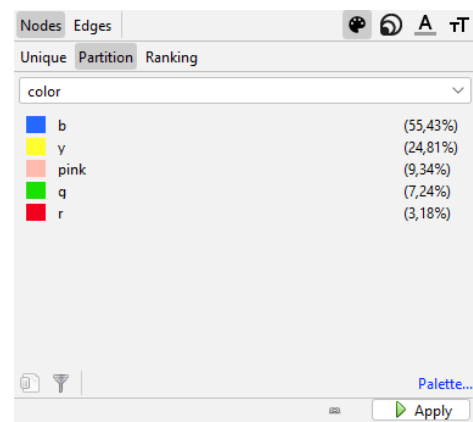 Nodes Edges A TT
Unique Partition Ranking
color
b (55,43%)
y (24,81%)
pink (9,34%)
g (7,24%)
r (3,18%)
Palette...
Apply